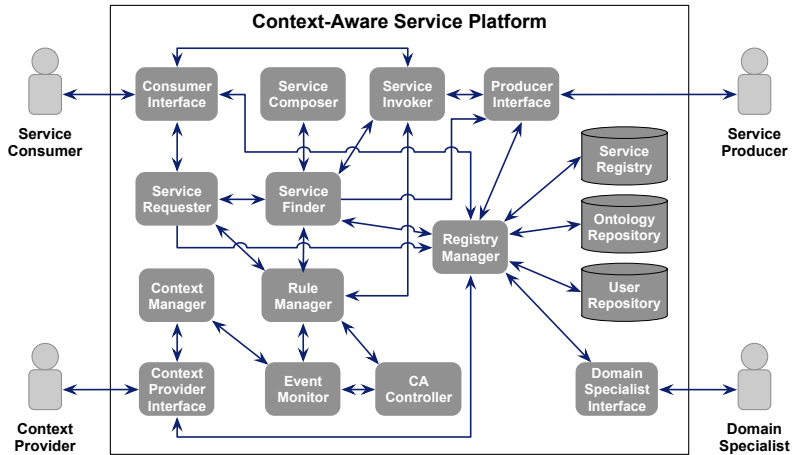 Context-Aware Service Platform
Consumer
Interface
Service
Composer
Service
Invoker
Producer
Interface
Service
Consumer
Service
Producer
Service
Registry
Service
Requester
Service
Finder
Registry
Manager
Ontology
Repository
User
Repository
Context
Manager
Rule
Manager
Context
Provider
Interface
Event
Monitor
CA
Controller
Domain
Specialist
Interface
Context
Provider
Domain
Specialist